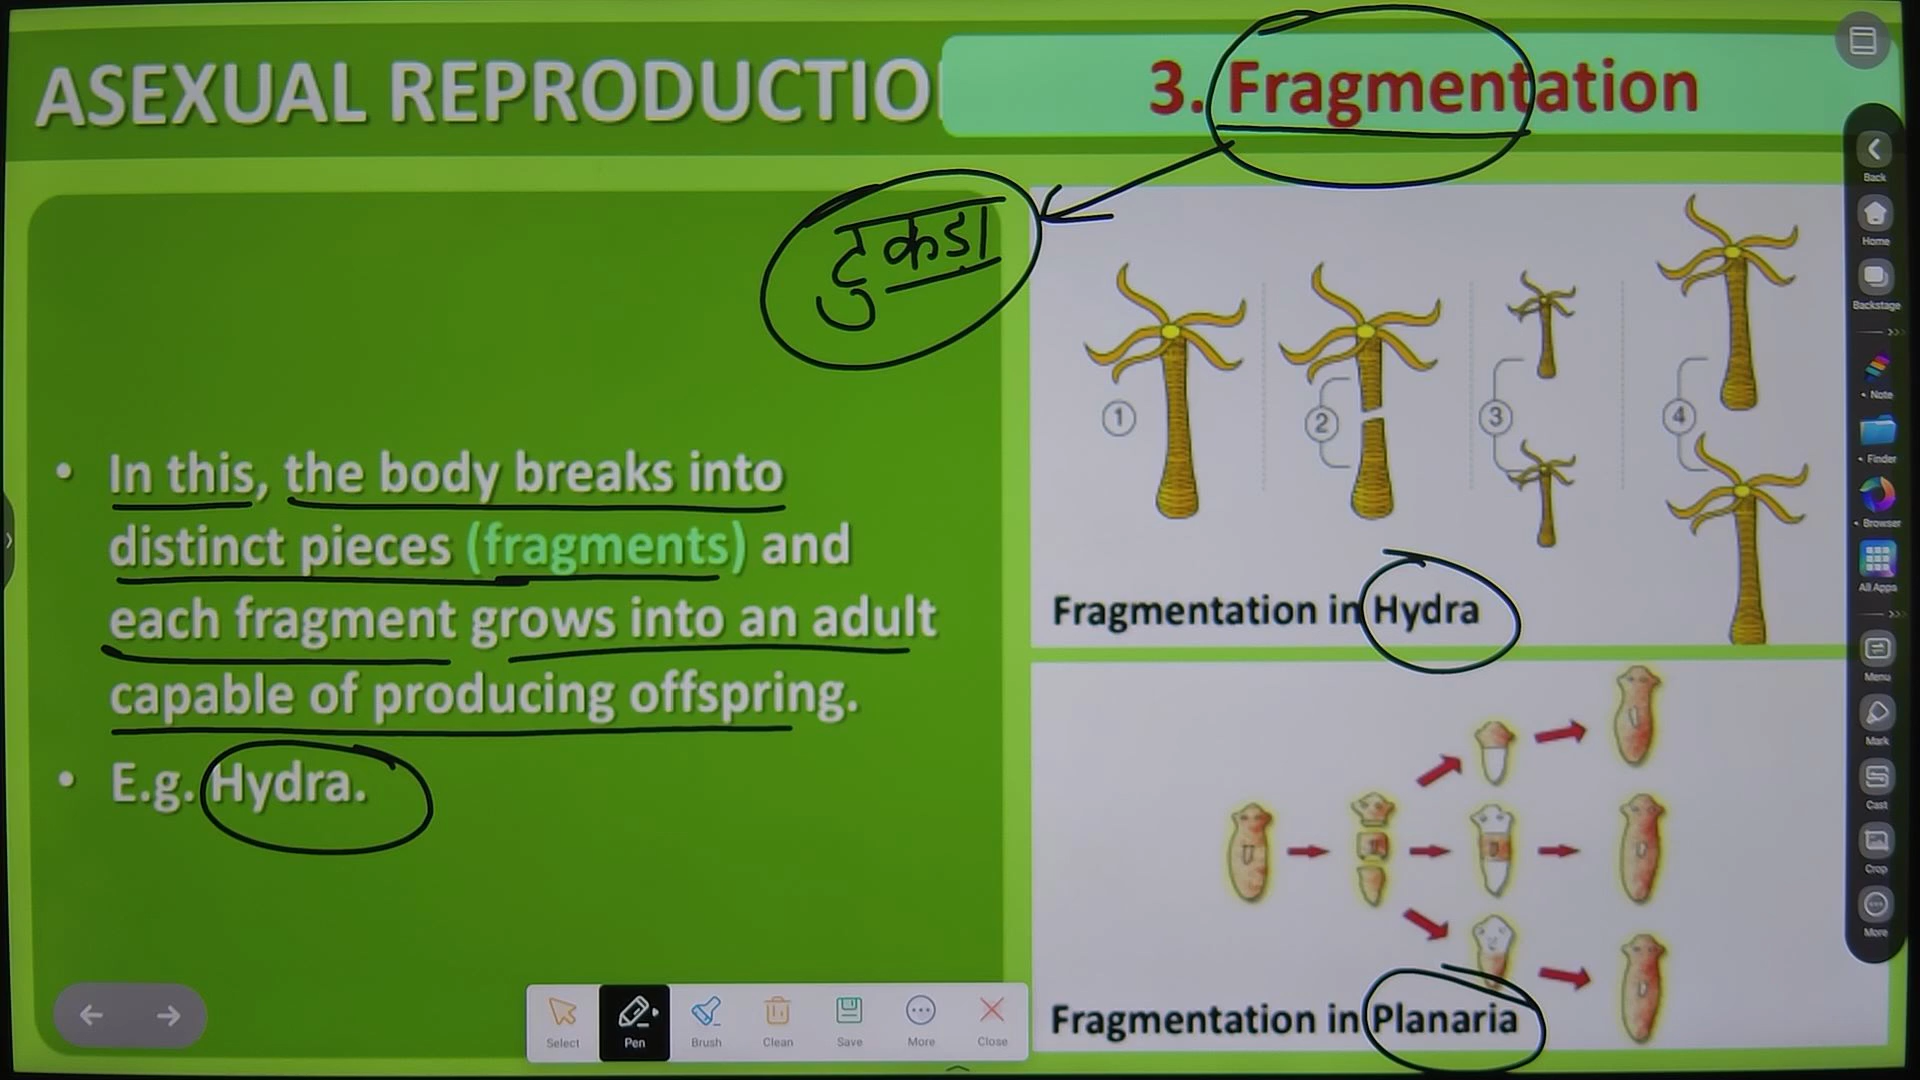 ASEXUAL REPRODUCTIO
3. Fragmentation
टुकडा
• In this, the body breaks into
distinct pieces (fragments) and
each fragment grows into an adult
capable of producing offspring.
• E.g. Hydra.
1
2
3
4
Fragmentation in Hydra
Fragmentation in Planaria
Select
Pen
Brush
Clean
Save
More
Close
Back
Home
Backstage
Note
Finder
Browser
All Apps
Menu
Mark
Cast
Crop
More